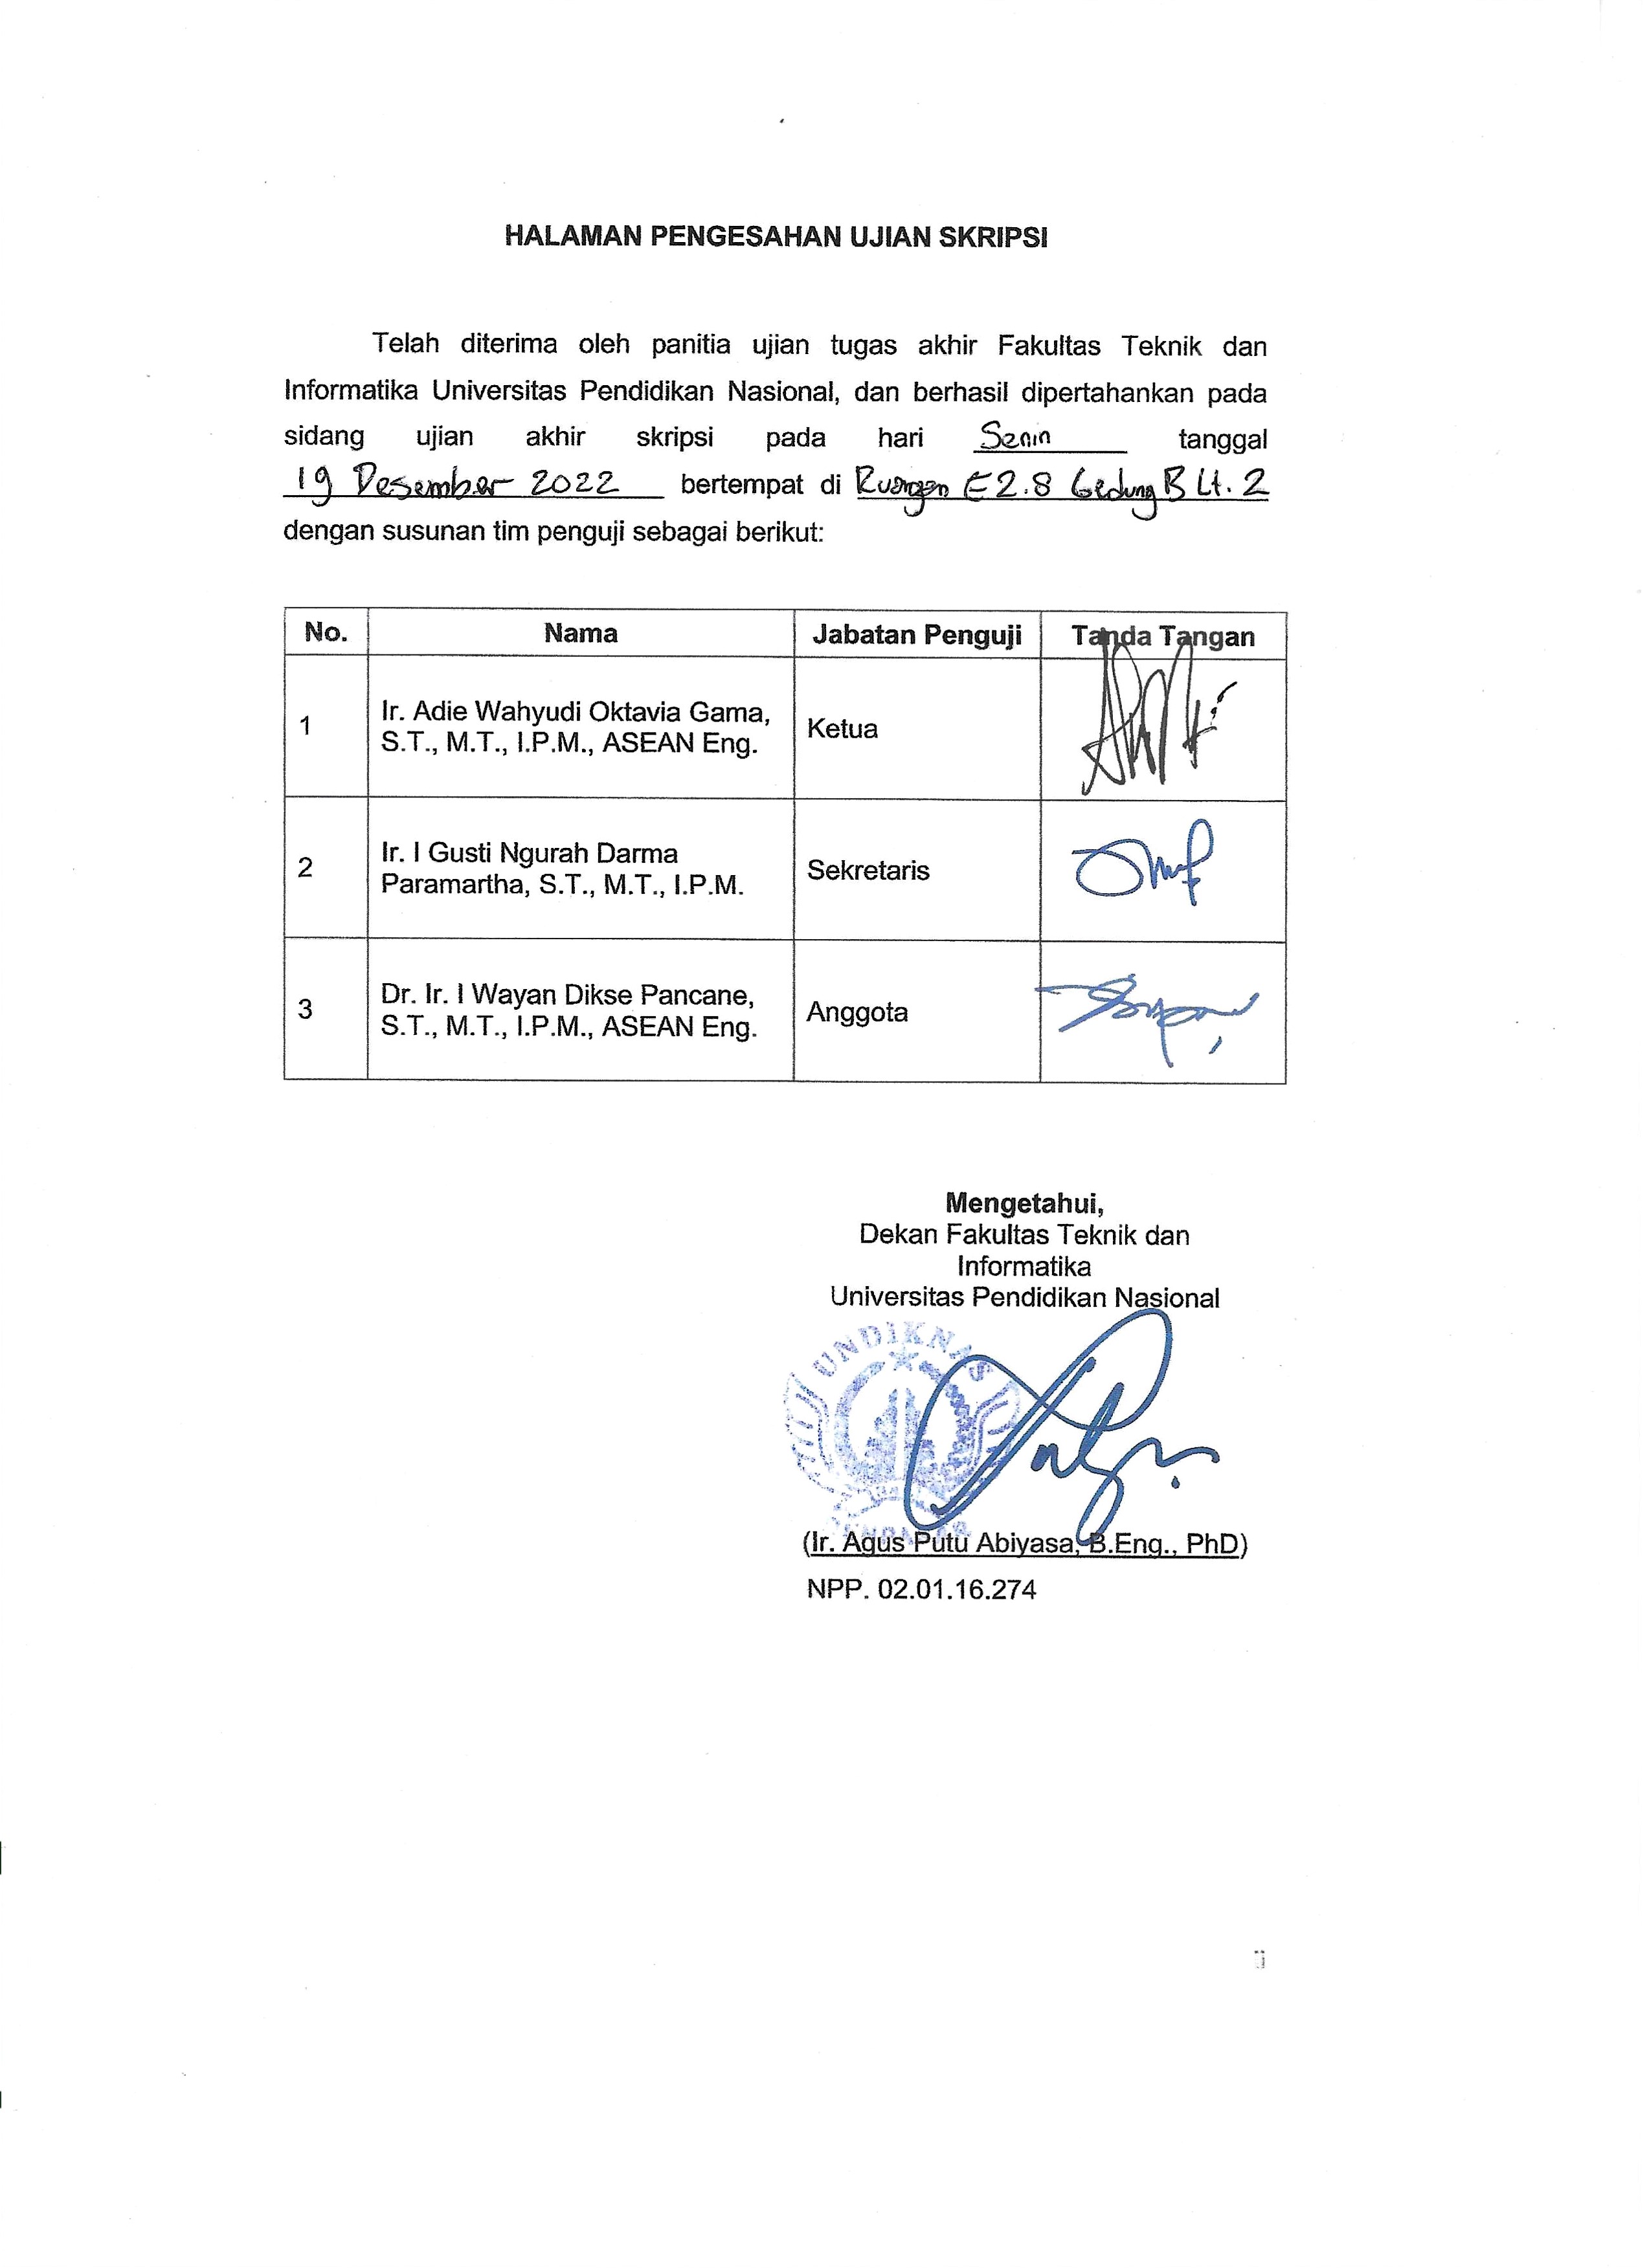 HALAMAN PENGESAHAN UJIAN SKRIPSI
Telah diterima oleh panitia ujian tugas akhir Fakultas Teknik dan
Informatika Universitas Pendidikan Nasional, dan berhasil dipertahankan pada
sidang ujian akhir skripsi pada hari Senin tanggal
19 Desember 2022 bertempat di Ruangan E2.8 Gedung B Lt. 2
dengan susunan tim penguji sebagai berikut:
No. Nama Jabatan Penguji Tanda Tangan
1 Ir. Adie Wahyudi Oktavia Gama,
S.T., M.T., I.P.M., ASEAN Eng. Ketua
2 Ir. I Gusti Ngurah Darma
Paramartha, S.T., M.T., I.P.M. Sekretaris
3 Dr. Ir. I Wayan Dikse Pancane,
S.T., M.T., I.P.M., ASEAN Eng. Anggota
Mengetahui,
Dekan Fakultas Teknik dan
Informatika
Universitas Pendidikan Nasional
UNDIKNAS
(Ir. Agus Putu Abiyasa, B.Eng., PhD)
NPP. 02.01.16.274